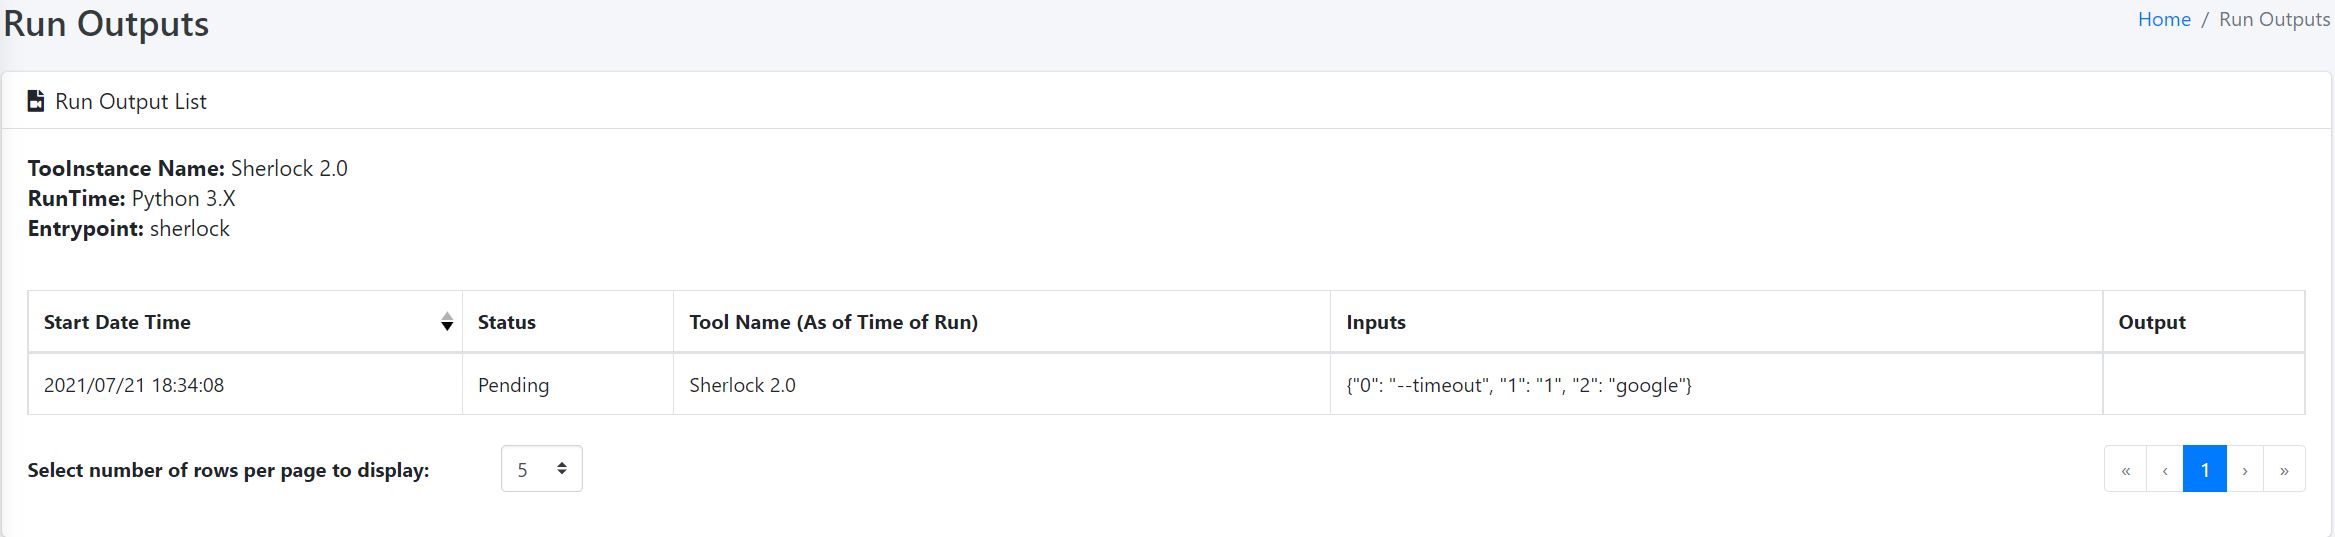 Run Outputs
Home / Run Outputs
Run Output List
TooInstance Name: Sherlock 2.0
RunTime: Python 3.X
Entrypoint: sherlock
Start Date Time Status Tool Name (As of Time of Run) Inputs Output
2021/07/21 18:34:08 Pending Sherlock 2.0 {"0": "--timeout", "1": "1", "2": "google"}
Select number of rows per page to display: 5 « ‹ 1 › »